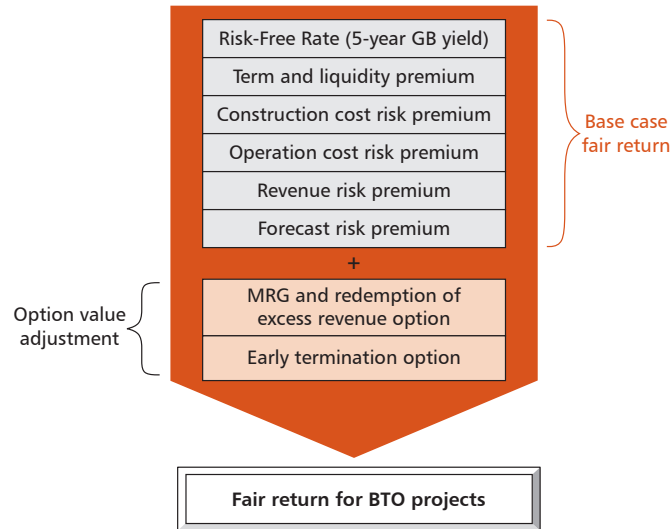 Risk-Free Rate (5-year GB yield)
Term and liquidity premium
Construction cost risk premium
Operation cost risk premium
Revenue risk premium
Forecast risk premium
Base case
fair return
+
Option value
adjustment
MRG and redemption of
excess revenue option
Early termination option
Fair return for BTO projects